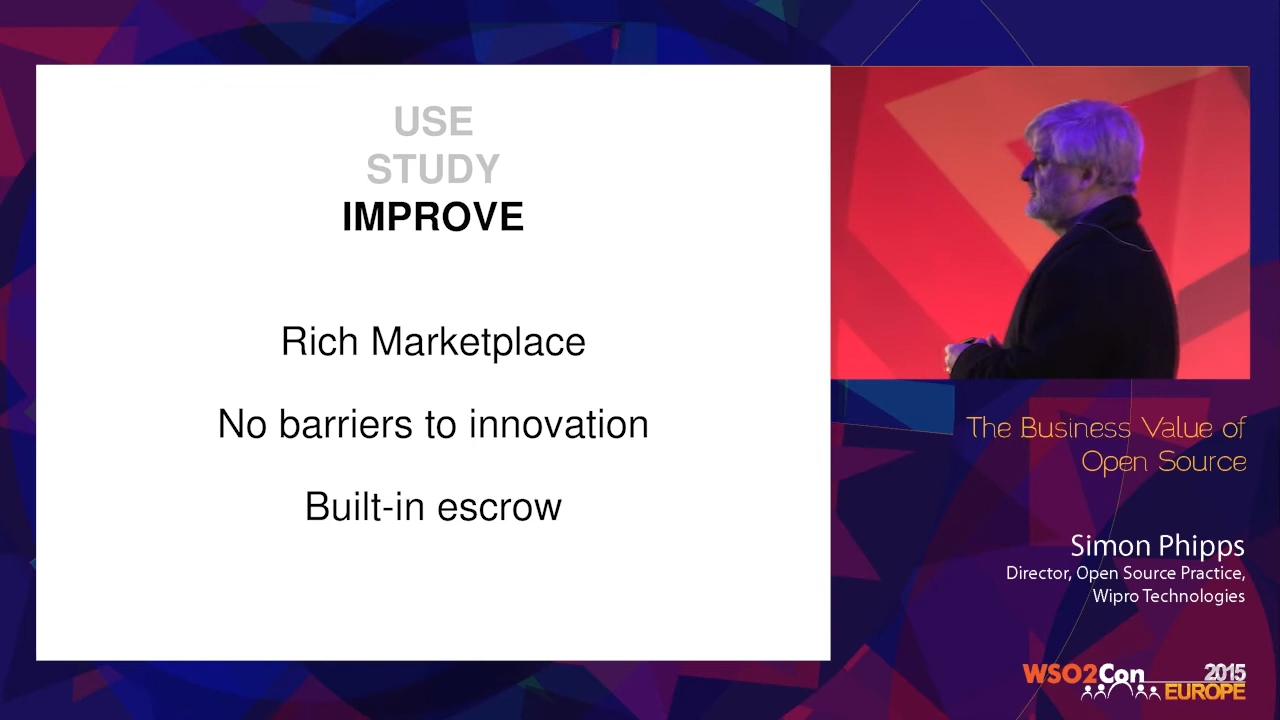 USE
STUDY
IMPROVE
Rich Marketplace
No barriers to innovation
Built-in escrow
The Business Value of
Open Source
Simon Phipps
Director, Open Source Practice,
Wipro Technologies
WSO2Con 2015
EUROPE